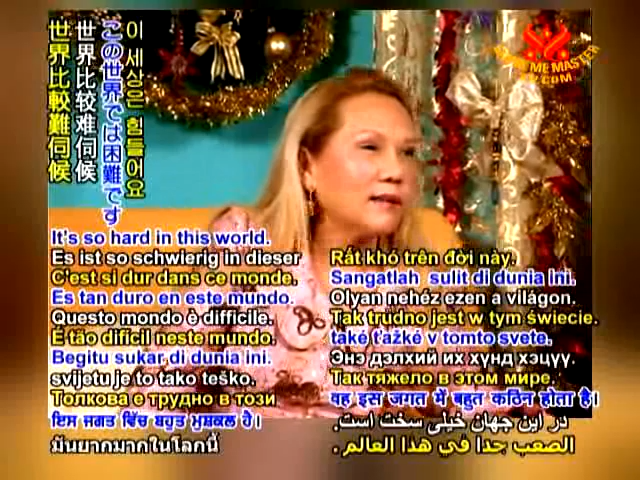 世界比較難伺候
世界比较难伺候
この世界では困難です
이 세상은 힘들어요
SUPREME MASTER
TV.COM
It's so hard in this world.
Es ist so schwierig in dieser
C'est si dur dans ce monde.
Es tan duro en este mundo.
Questo mondo è difficile.
É tão difícil neste mundo.
Begitu sukar di dunia ini.
svijetu je to tako teško.
Толкова е трудно в този
ਇਸ ਜਗਤ ਵਿੱਚ ਬਹੁਤ ਮੁਸ਼ਕਲ ਹੈ।
มันยากมากในโลกนี้
Rất khó trên đời này.
Sangatlah sulit di dunia ini.
Olyan nehéz ezen a világon.
Tak trudno jest w tym świecie.
také ťažké v tomto svete.
Энэ дэлхий их хүнд хэцүү.
Так тяжело в этом мире.
वह इस जगत में बहुत कठिन होता है।
در این جهان خیلی سخت است.
الصعب جدا في هذا العالم .